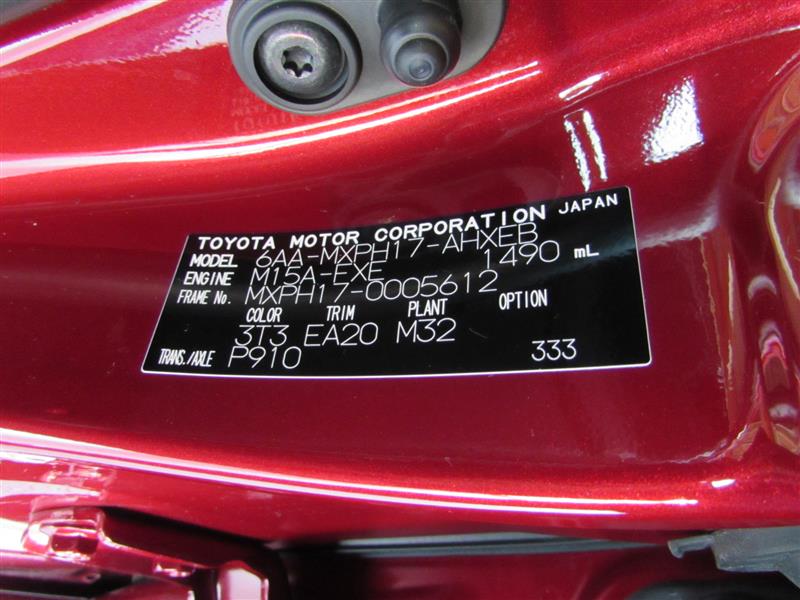 TOYOTA MOTOR CORPORATION JAPAN
MODEL 6AA-MXPH17-AHXEB
ENGINE M15A-EXE 1490 mL
FRAME No. MXPH17-0005612
COLOR TRIM PLANT OPTION
3T3 EA20 M32
TRANS./AXLE P910 333